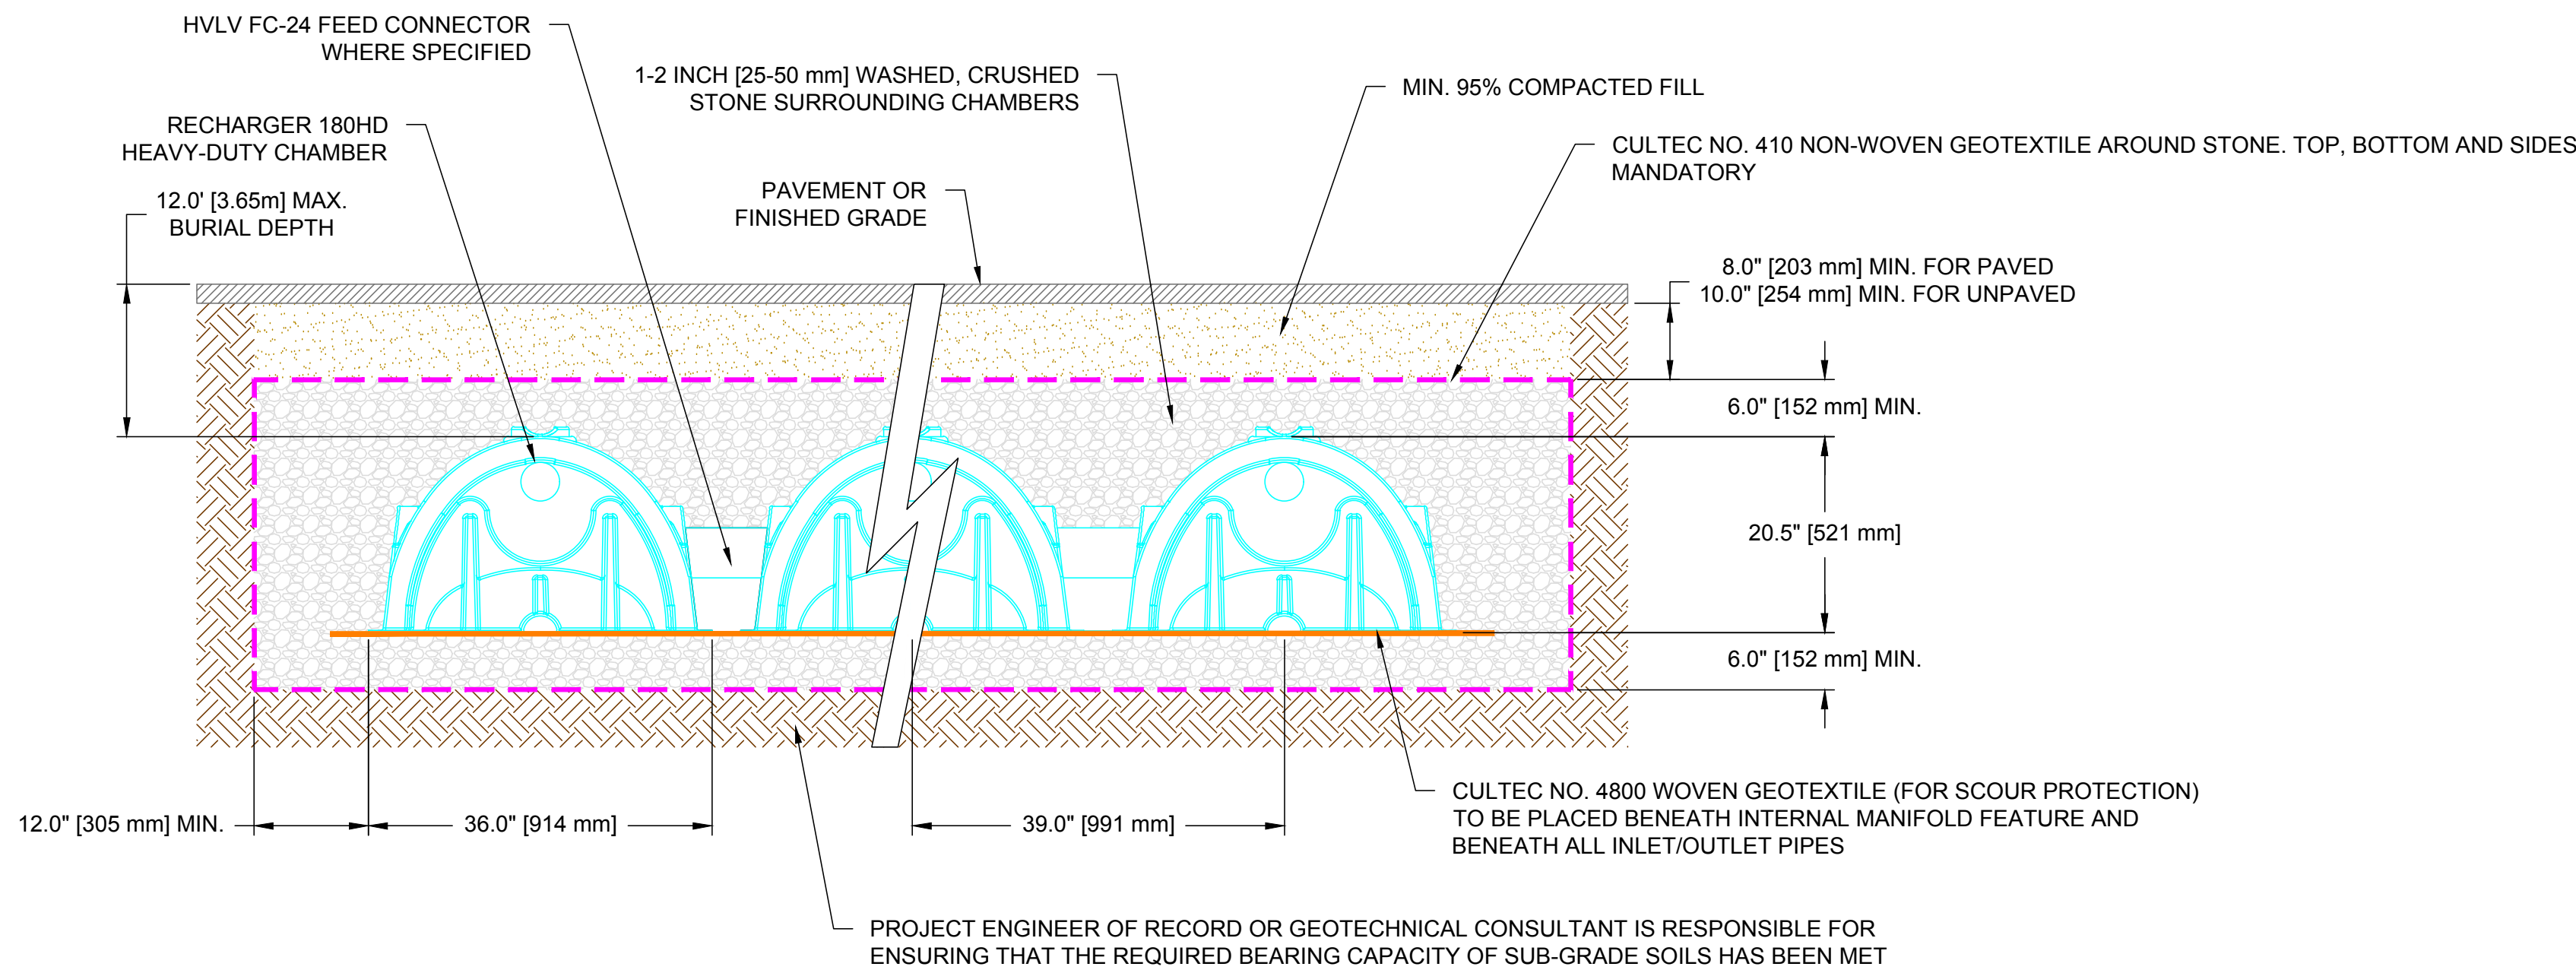 HVLV FC-24 FEED CONNECTOR
WHERE SPECIFIED
1-2 INCH [25-50 mm] WASHED, CRUSHED
STONE SURROUNDING CHAMBERS
MIN. 95% COMPACTED FILL
RECHARGER 180HD
HEAVY-DUTY CHAMBER
CULTEC NO. 410 NON-WOVEN GEOTEXTILE AROUND STONE. TOP, BOTTOM AND SIDES
MANDATORY
12.0' [3.65m] MAX.
BURIAL DEPTH
PAVEMENT OR
FINISHED GRADE
8.0" [203 mm] MIN. FOR PAVED
10.0" [254 mm] MIN. FOR UNPAVED
6.0" [152 mm] MIN.
20.5" [521 mm]
6.0" [152 mm] MIN.
12.0" [305 mm] MIN.
36.0" [914 mm]
39.0" [991 mm]
CULTEC NO. 4800 WOVEN GEOTEXTILE (FOR SCOUR PROTECTION)
TO BE PLACED BENEATH INTERNAL MANIFOLD FEATURE AND
BENEATH ALL INLET/OUTLET PIPES
PROJECT ENGINEER OF RECORD OR GEOTECHNICAL CONSULTANT IS RESPONSIBLE FOR
ENSURING THAT THE REQUIRED BEARING CAPACITY OF SUB-GRADE SOILS HAS BEEN MET